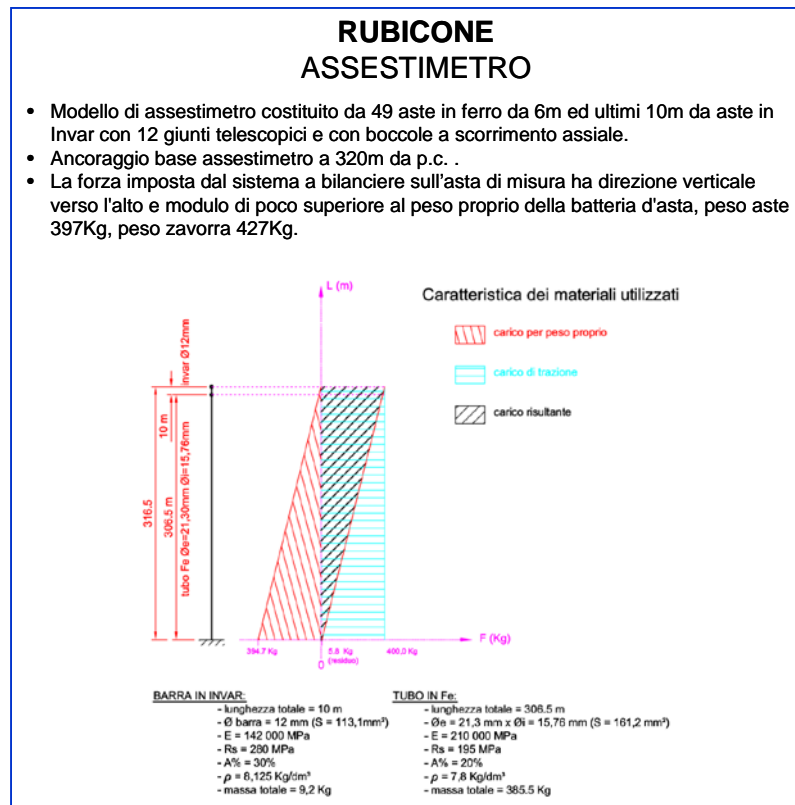 RUBICONE
ASSESTIMETRO
• Modello di assestimetro costituito da 49 aste in ferro da 6m ed ultimi 10m da aste in
Invar con 12 giunti telescopici e con boccole a scorrimento assiale.
• Ancoraggio base assestimetro a 320m da p.c. .
• La forza imposta dal sistema a bilanciere sull'asta di misura ha direzione verticale
verso l'alto e modulo di poco superiore al peso proprio della batteria d'asta, peso aste
397Kg, peso zavorra 427Kg.
L (m)
Caratteristica dei materiali utilizzati
carico per peso proprio
carico di trazione
carico risultante
invar Ø12mm
10 m
316.5
306.5 m
tubo Fe Øe=21,30mm Øi=15,76mm
F (Kg)
394.7 Kg
0
5.8 Kg
(residuo)
400,0 Kg
BARRA IN INVAR:
- lunghezza totale = 10 m
- Ø barra = 12 mm (S = 113,1mm²)
- E = 142 000 MPa
- Rs = 280 MPa
- A% = 30%
- ρ = 8,125 Kg/dm³
- massa totale = 9,2 Kg
TUBO IN Fe:
- lunghezza totale = 306.5 m
- Øe = 21,3 mm x Øi = 15,76 mm (S = 161,2 mm²)
- E = 210 000 MPa
- Rs = 195 MPa
- A% = 20%
- ρ = 7,8 Kg/dm³
- massa totale = 385.5 Kg